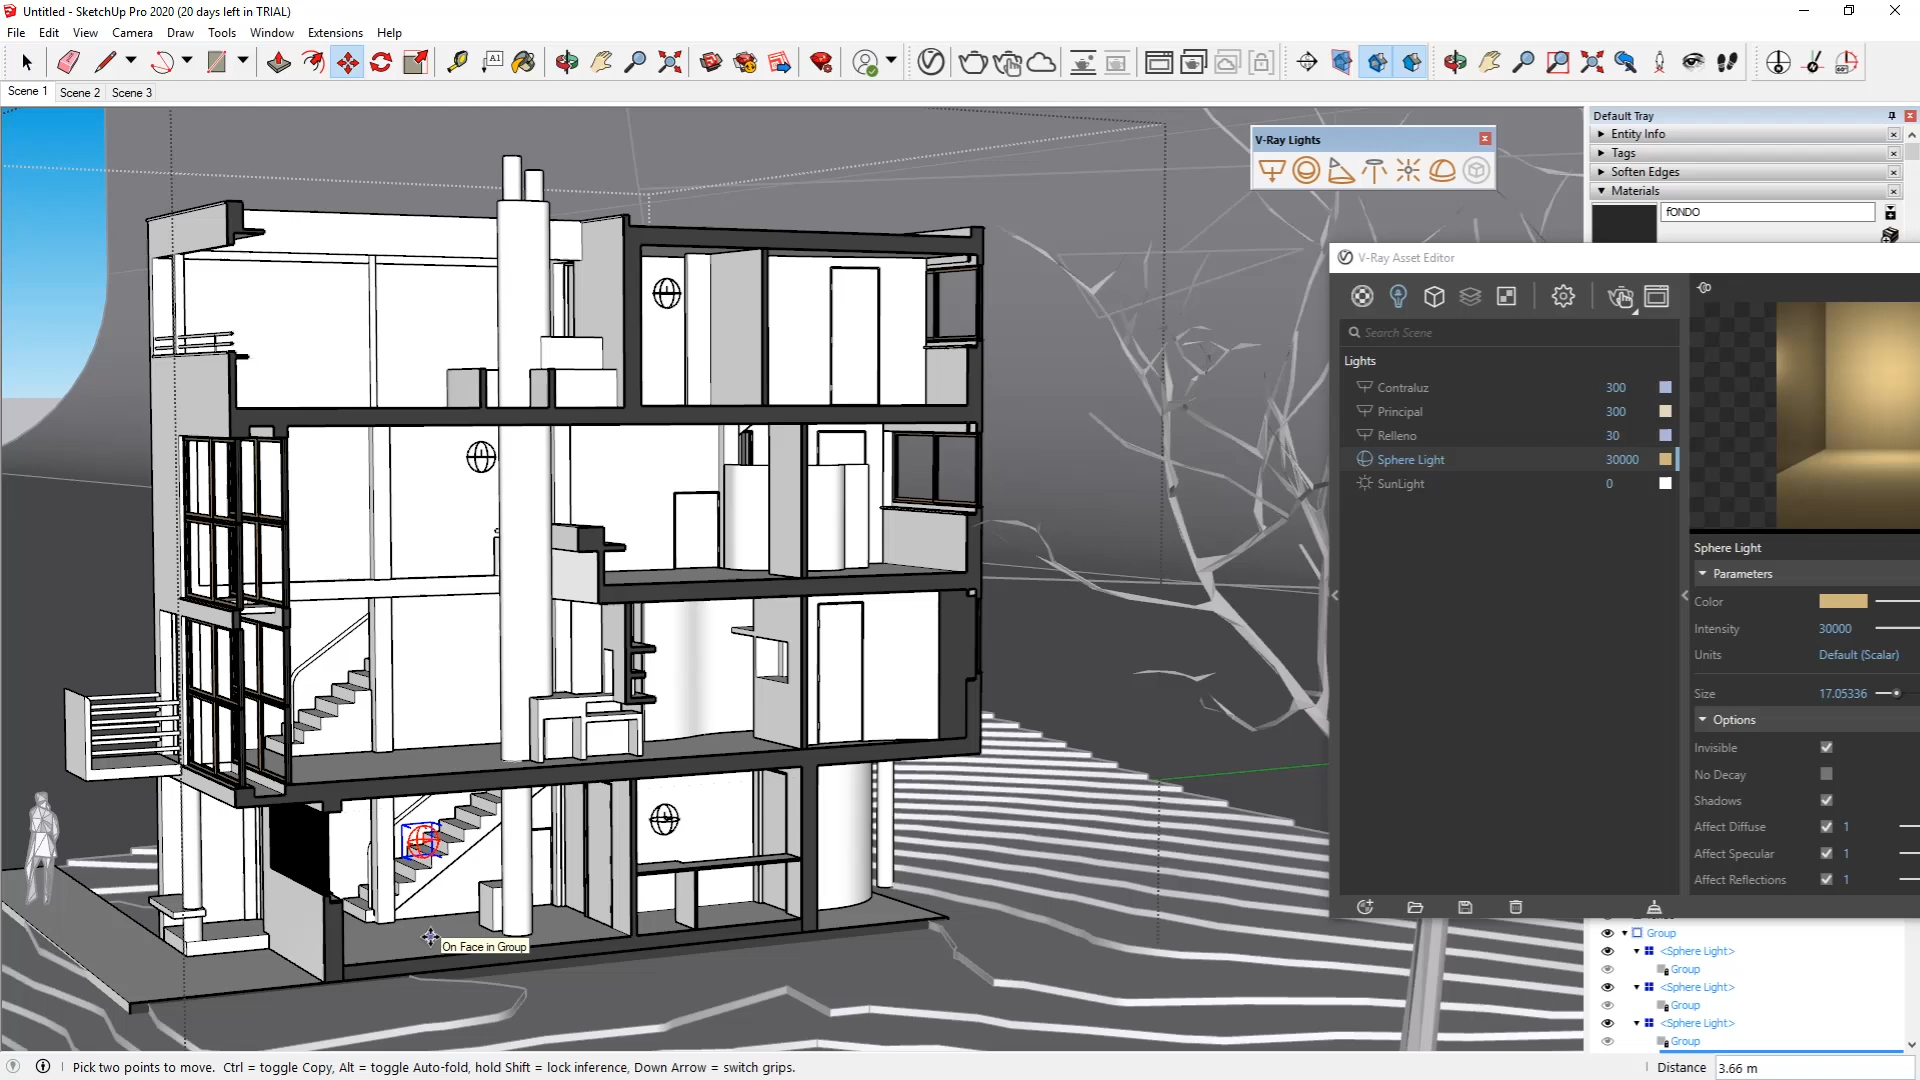 Untitled - SketchUp Pro 2020 (20 days left in TRIAL)
File Edit View Camera Draw Tools Window Extensions Help
A1
Scene 1 Scene 2 Scene 3
Default Tray
Entity Info
Tags
Soften Edges
Materials
fONDO
V-Ray Lights
V-Ray Asset Editor
Search Scene
Lights
Contraluz 300
Principal 300
Relleno 30
Sphere Light 30000
SunLight 0
Sphere Light
Parameters
Color
Intensity 30000
Units Default (Scalar)
Size 17.05336
Options
Invisible
No Decay
Shadows
Affect Diffuse 1
Affect Specular 1
Affect Reflections 1
On Face in Group
Group
<Sphere Light>
Group
<Sphere Light>
Group
<Sphere Light>
Group
Pick two points to move. Ctrl = toggle Copy, Alt = toggle Auto-fold, hold Shift = lock inference, Down Arrow = switch grips.
Distance 3.66 m